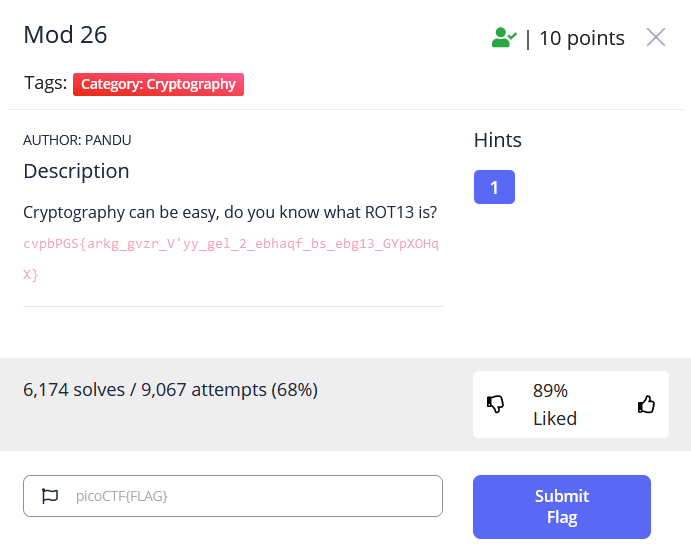 Mod 26
| 10 points
Tags: Category: Cryptography
AUTHOR: PANDU
Hints
Description
1
Cryptography can be easy, do you know what ROT13 is?
cvpbPGS{arkg_gvzr_V'yy_gel_2_ebhaqf_bs_ebg13_GYpXOHq
X}
6,174 solves / 9,067 attempts (68%)
89%
Liked
picoCTF{FLAG}
Submit
Flag